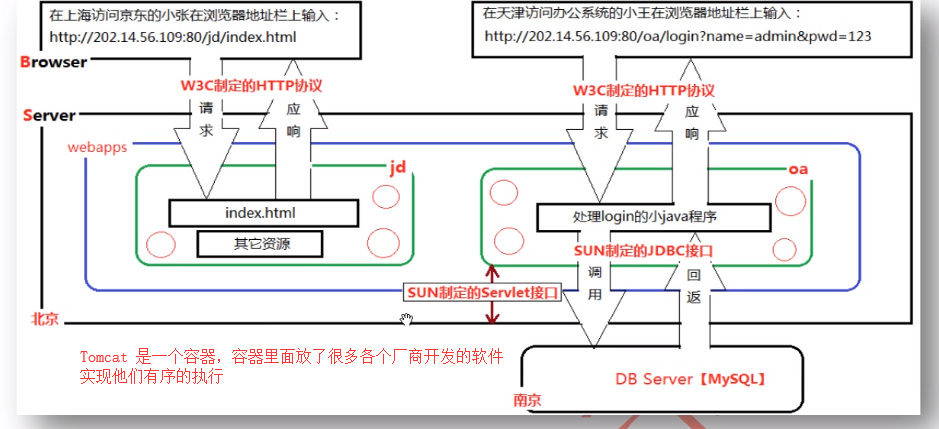 在上海访问京东的小张在浏览器地址栏上输入：
http://202.14.56.109:80/jd/index.html
在天津访问办公系统的小王在浏览器地址栏上输入：
http://202.14.56.109:80/oa/login?name=admin&pwd=123
Browser
W3C制定的HTTP协议
请求
应响
W3C制定的HTTP协议
请求
应响
Server
webapps
jd
index.html
其它资源
oa
处理login的小java程序
SUN制定的JDBC接口
调用
回返
SUN制定的Servlet接口
北京
Tomcat 是一个容器，容器里面放了很多各个厂商开发的软件
实现他们有序的执行
DB Server【MySQL】
南京